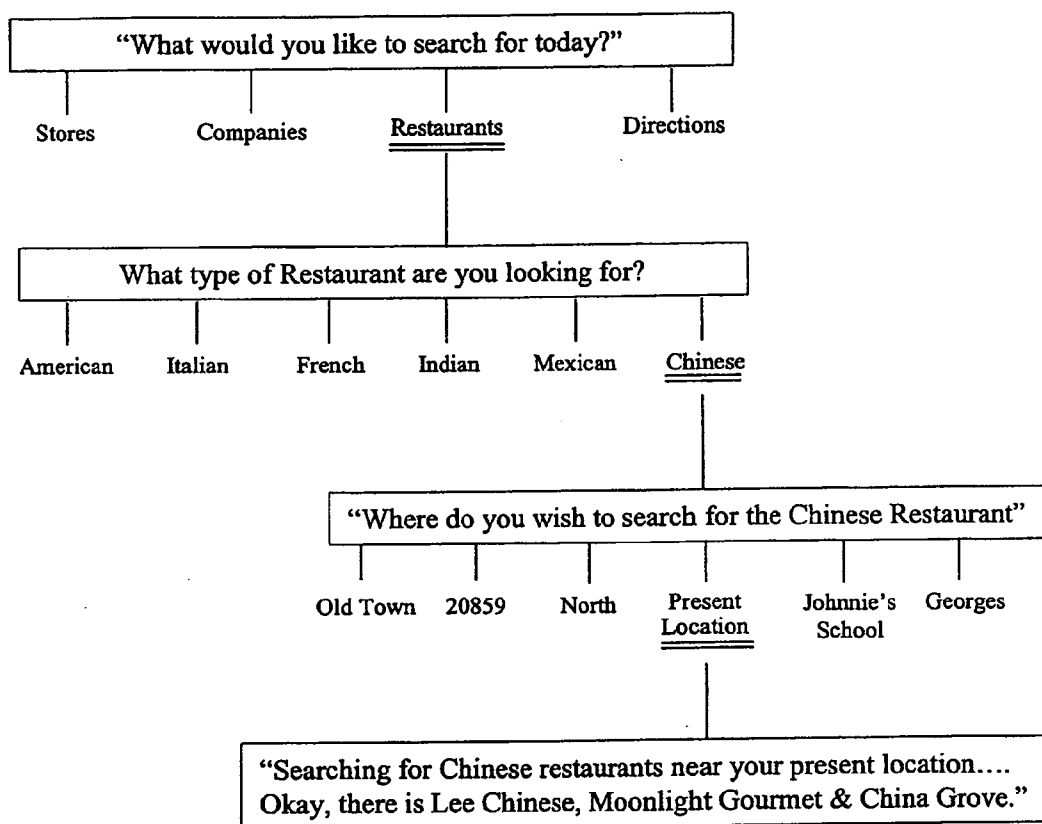 “What would you like to search for today?”
Stores Companies Restaurants Directions
What type of Restaurant are you looking for?
American Italian French Indian Mexican Chinese
“Where do you wish to search for the Chinese Restaurant”
Old Town 20859 North Present Location Johnnie’s School Georges
“Searching for Chinese restaurants near your present location....
Okay, there is Lee Chinese, Moonlight Gourmet & China Grove.”